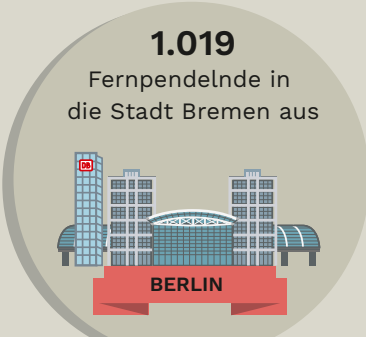 1.019
Fernpendelnde in
die Stadt Bremen aus
DB
BERLIN